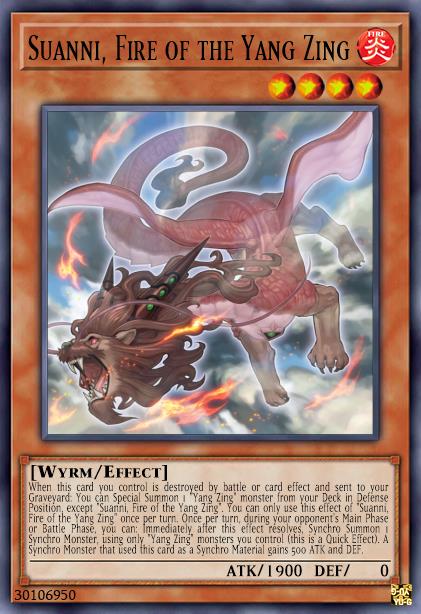 SUANNI, FIRE OF THE YANG ZING
FIRE
炎
[WYRM/EFFECT]
When this card you control is destroyed by battle or card effect and sent to your
Graveyard: You can Special Summon 1 "Yang Zing" monster from your Deck in Defense
Position, except "Suanni, Fire of the Yang Zing". You can only use this effect of "Suanni,
Fire of the Yang Zing" once per turn. Once per turn, during your opponent's Main Phase
or Battle Phase, you can: Immediately after this effect resolves, Synchro Summon 1
Synchro Monster, using only "Yang Zing" monsters you control (this is a Quick Effect). A
Synchro Monster that used this card as a Synchro Material gains 500 ATK and DEF.
ATK/1900 DEF/ 0
30106950